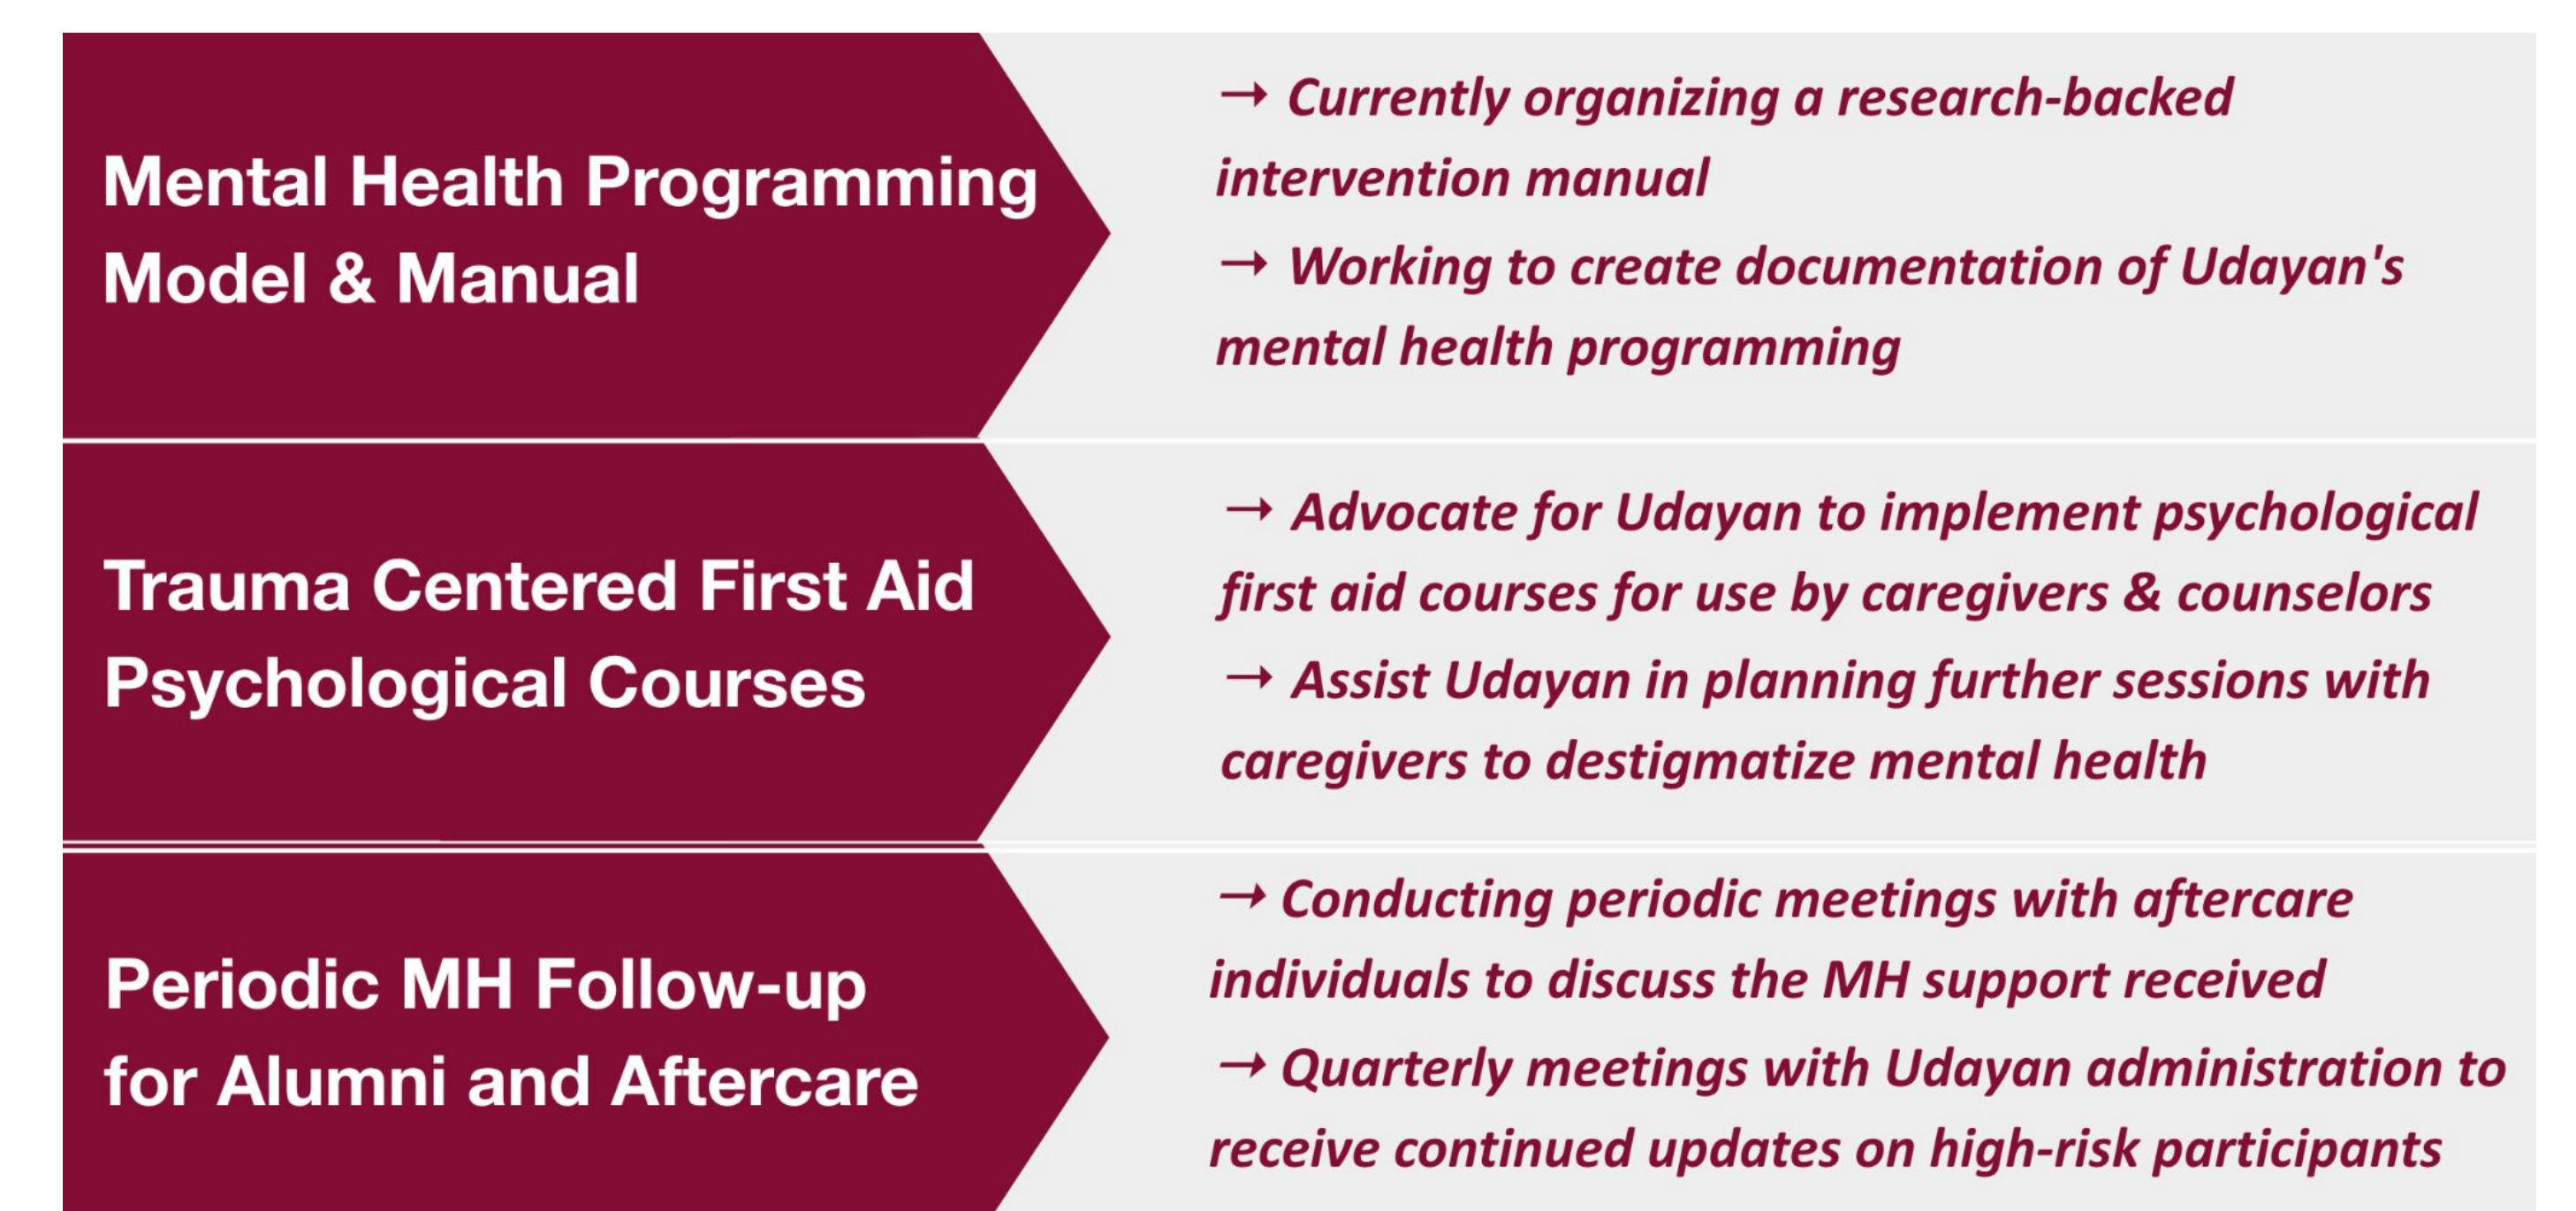 Mental Health Programming
Model & Manual
→ Currently organizing a research-backed
intervention manual
→ Working to create documentation of Udayan's
mental health programming
Trauma Centered First Aid
Psychological Courses
→ Advocate for Udayan to implement psychological
first aid courses for use by caregivers & counselors
→ Assist Udayan in planning further sessions with
caregivers to destigmatize mental health
Periodic MH Follow-up
for Alumni and Aftercare
→ Conducting periodic meetings with aftercare
individuals to discuss the MH support received
→ Quarterly meetings with Udayan administration to
receive continued updates on high-risk participants